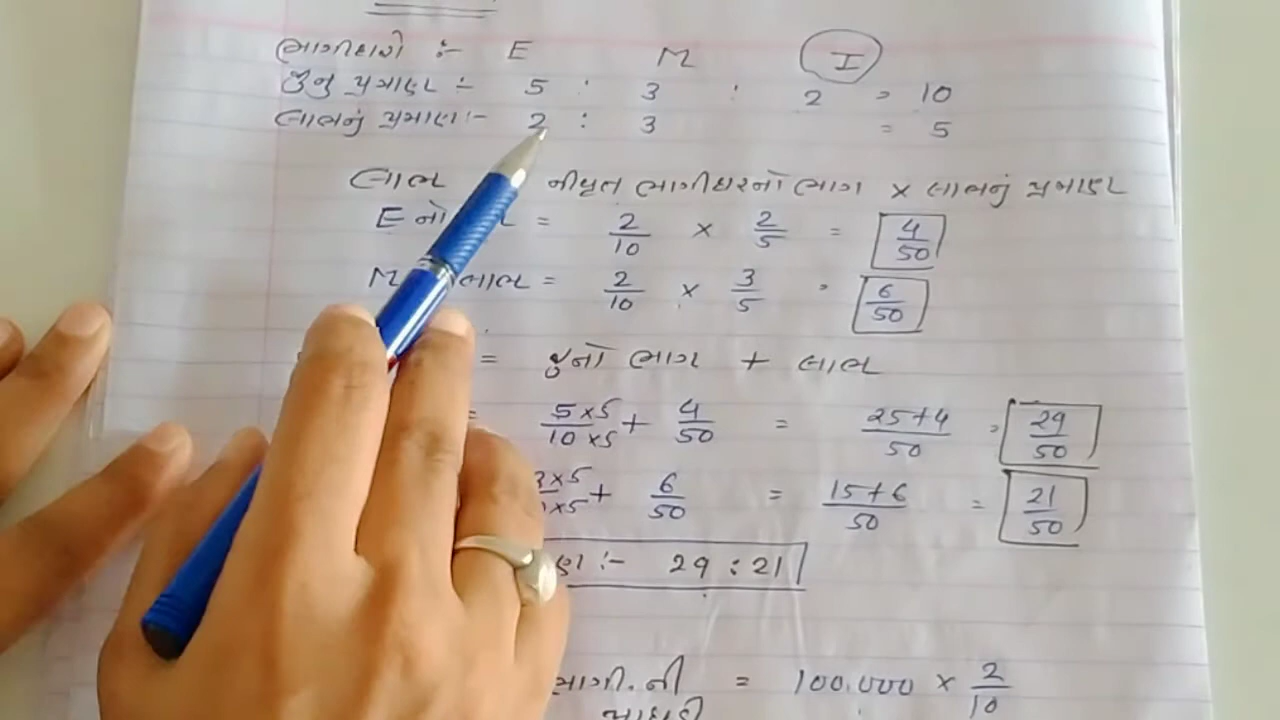 ભાગીદારો :- E M I
જુનુ પ્રમાણ :- 5 : 3 : 2 = 10
લાભનું પ્રમાણ :- 2 : 3 = 5
લાભ નીવૃત ભાગીદારનો ભાગ × લાભનું પ્રમાણ
E નો = 2/10 × 2/5 = 4/50
M લાભ = 2/10 × 3/5 = 6/50
= જુનો ભાગ + લાભ
= 5×5/10×5 + 4/50 = 25+4/50 = 29/50
3×5/×5 + 6/50 = 15+6/50 = 21/50
:- 29 : 21
ભાગી. ની = 100.000 × 2/10